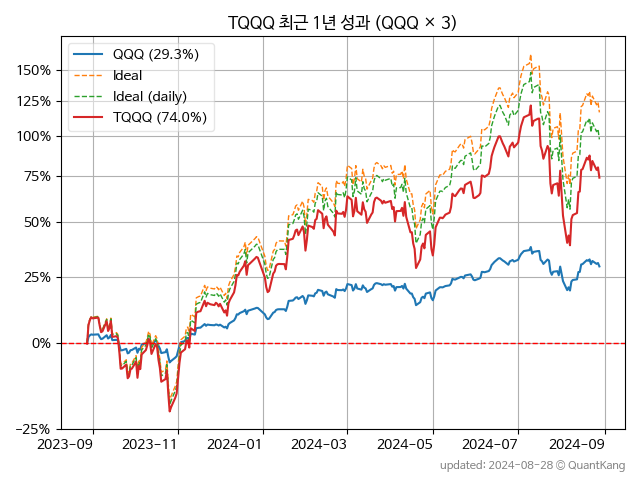 TQQQ 최근 1년 성과 (QQQ × 3)
QQQ (29.3%)
Ideal
Ideal (daily)
TQQQ (74.0%)
150%
125%
100%
75%
50%
25%
0%
−25%
2023-09 2023-11 2024-01 2024-03 2024-05 2024-07 2024-09
updated: 2024-08-28 © QuantKang